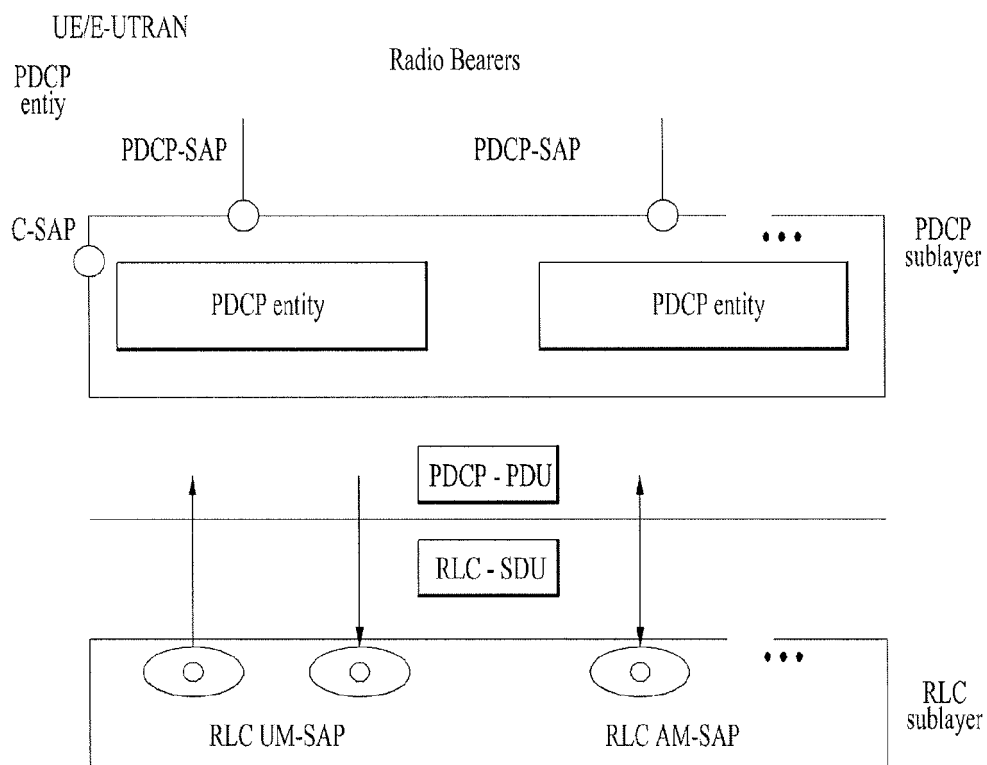 UE/E-UTRAN
Radio Bearers
PDCP
entiy
PDCP-SAP
PDCP-SAP
C-SAP
PDCP
sublayer
PDCP entity
PDCP entity
PDCP - PDU
RLC - SDU
RLC UM-SAP
RLC AM-SAP
RLC
sublayer